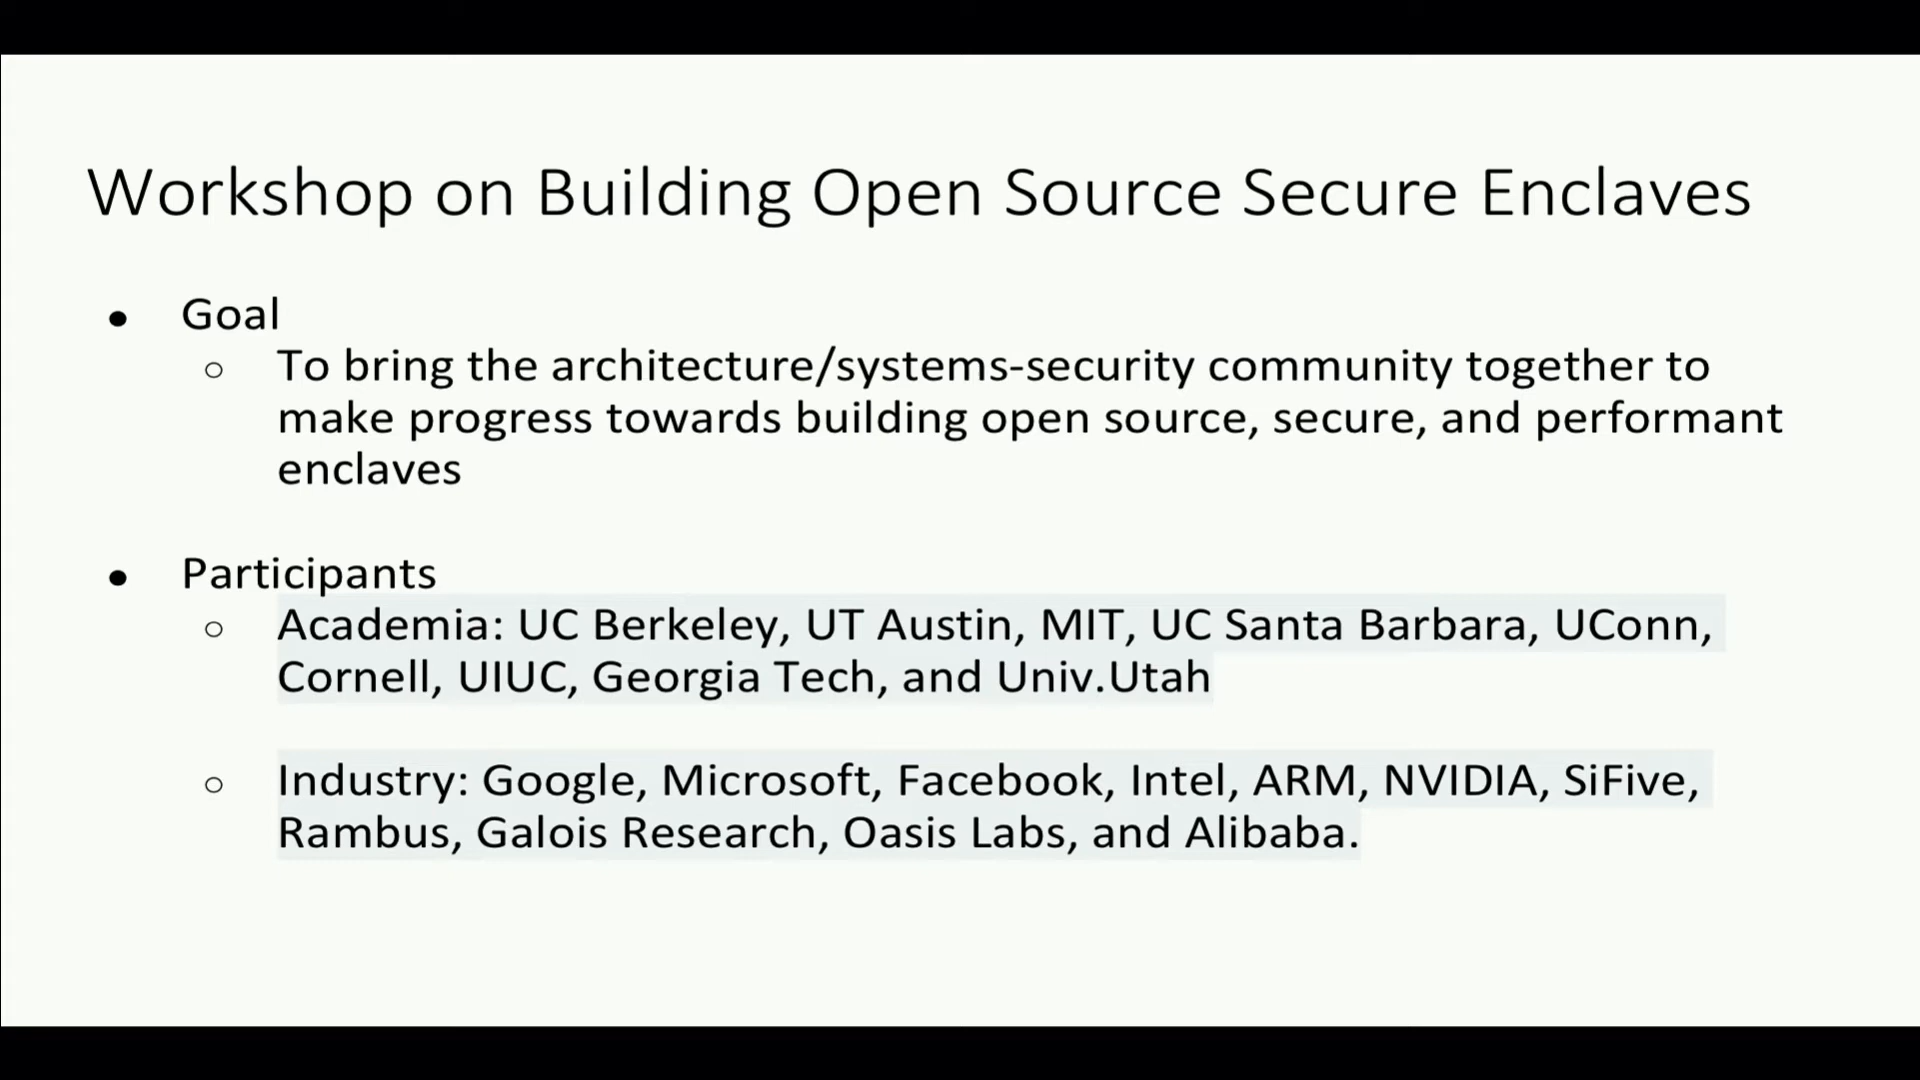 Workshop on Building Open Source Secure Enclaves
● Goal
○ To bring the architecture/systems-security community together to
make progress towards building open source, secure, and performant
enclaves
● Participants
○ Academia: UC Berkeley, UT Austin, MIT, UC Santa Barbara, UConn,
Cornell, UIUC, Georgia Tech, and Univ.Utah
○ Industry: Google, Microsoft, Facebook, Intel, ARM, NVIDIA, SiFive,
Rambus, Galois Research, Oasis Labs, and Alibaba.